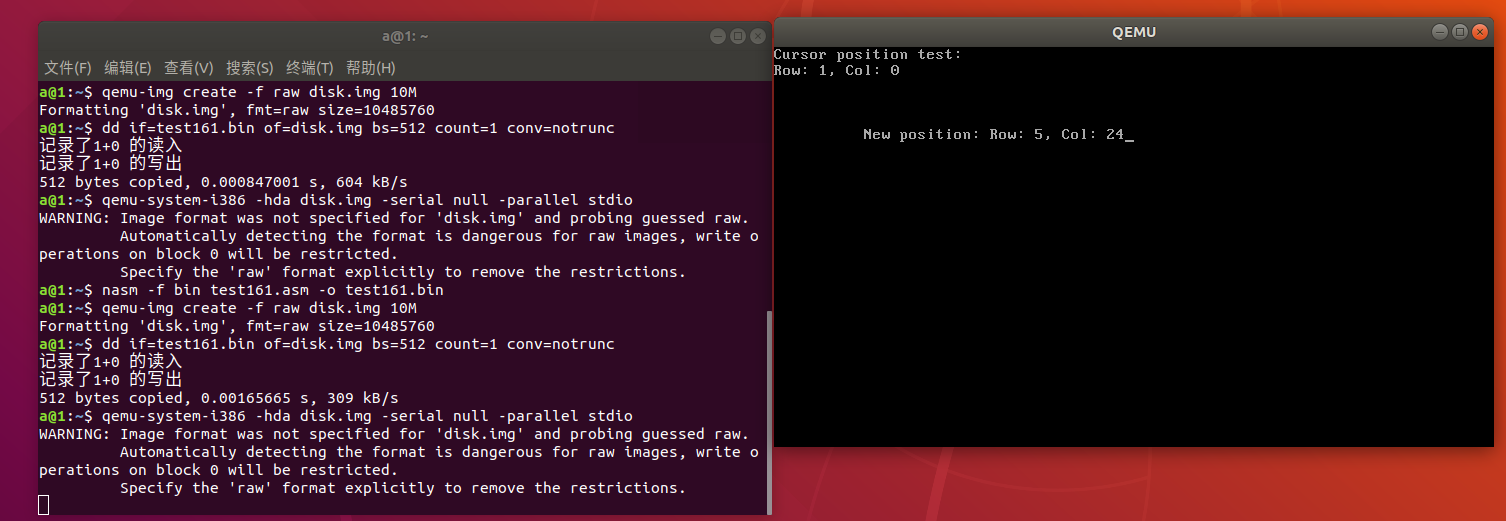 a@1: ~
文件(F) 编辑(E) 查看(V) 搜索(S) 终端(T) 帮助(H)
a@1:~$ qemu-img create -f raw disk.img 10M
Formatting 'disk.img', fmt=raw size=10485760
a@1:~$ dd if=test161.bin of=disk.img bs=512 count=1 conv=notrunc
记录了1+0 的读入
记录了1+0 的写出
512 bytes copied, 0.000847001 s, 604 kB/s
a@1:~$ qemu-system-i386 -hda disk.img -serial null -parallel stdio
WARNING: Image format was not specified for 'disk.img' and probing guessed raw.
         Automatically detecting the format is dangerous for raw images, write o
perations on block 0 will be restricted.
         Specify the 'raw' format explicitly to remove the restrictions.
a@1:~$ nasm -f bin test161.asm -o test161.bin
a@1:~$ qemu-img create -f raw disk.img 10M
Formatting 'disk.img', fmt=raw size=10485760
a@1:~$ dd if=test161.bin of=disk.img bs=512 count=1 conv=notrunc
记录了1+0 的读入
记录了1+0 的写出
512 bytes copied, 0.00165665 s, 309 kB/s
a@1:~$ qemu-system-i386 -hda disk.img -serial null -parallel stdio
WARNING: Image format was not specified for 'disk.img' and probing guessed raw.
         Automatically detecting the format is dangerous for raw images, write o
perations on block 0 will be restricted.
         Specify the 'raw' format explicitly to remove the restrictions.
QEMU
Cursor position test:
Row: 1, Col: 0
New position: Row: 5, Col: 24_